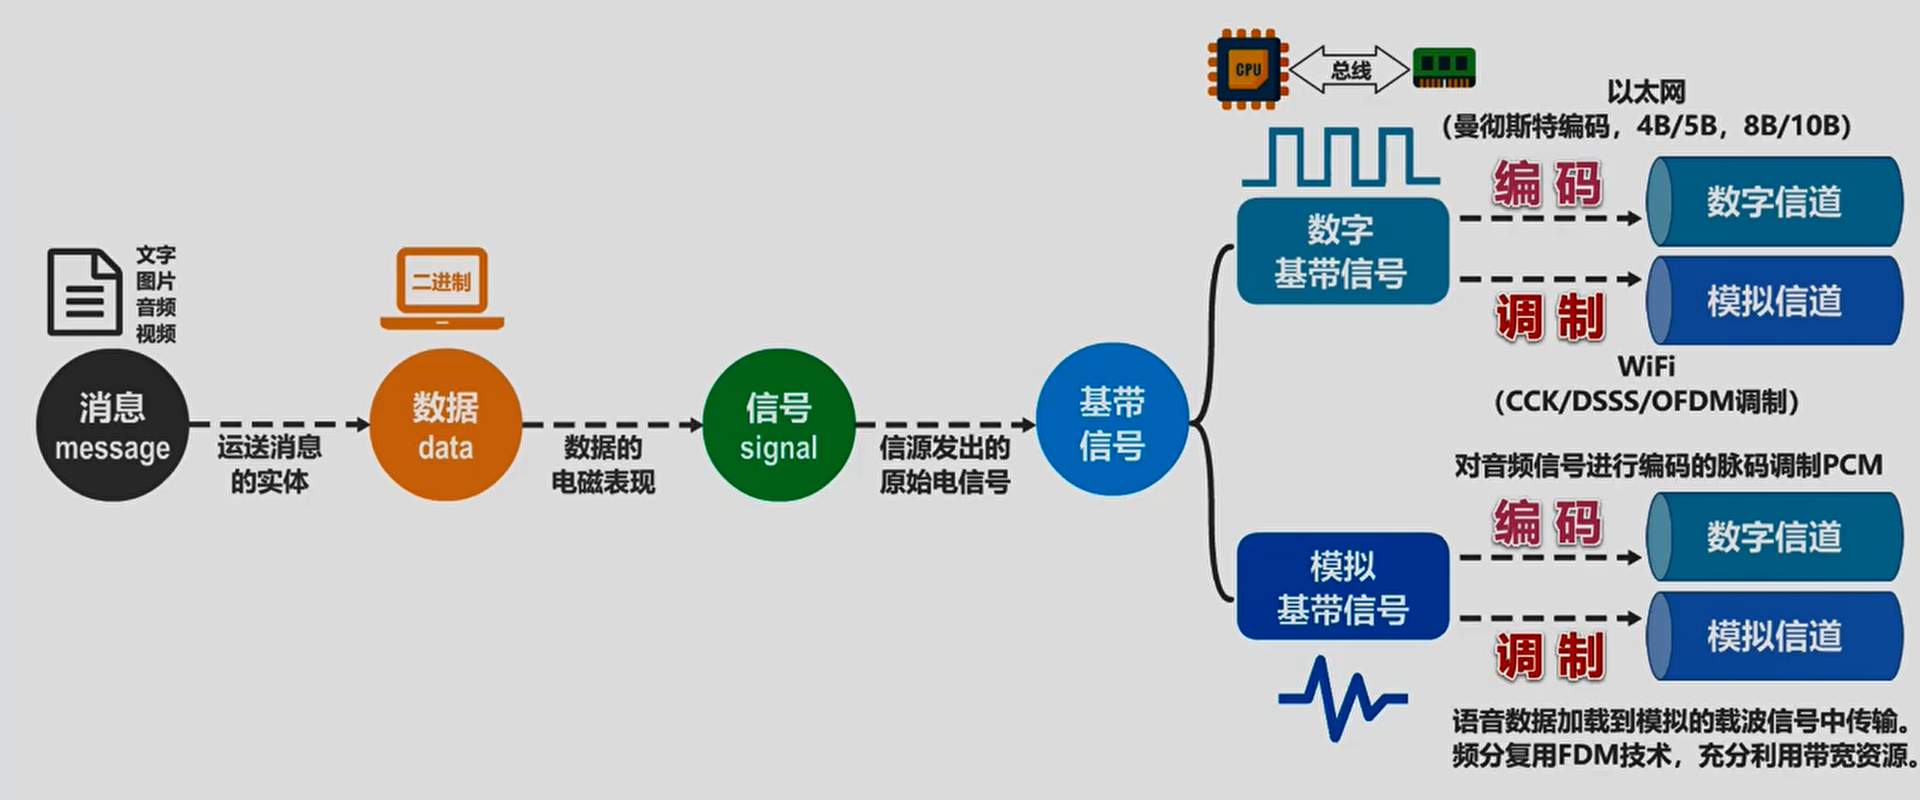 文字
图片
音频
视频
消息
message
运送消息
的实体
二进制
数据
data
数据的
电磁表现
信号
signal
信源发出的
原始电信号
基带
信号
CPU
总线
数字
基带信号
以太网
（曼彻斯特编码，4B/5B，8B/10B）
编 码
数字信道
调 制
模拟信道
WiFi
（CCK/DSSS/OFDM调制）
模拟
基带信号
对音频信号进行编码的脉码调制PCM
编 码
数字信道
调 制
模拟信道
语音数据加载到模拟的载波信号中传输。
频分复用FDM技术，充分利用带宽资源。